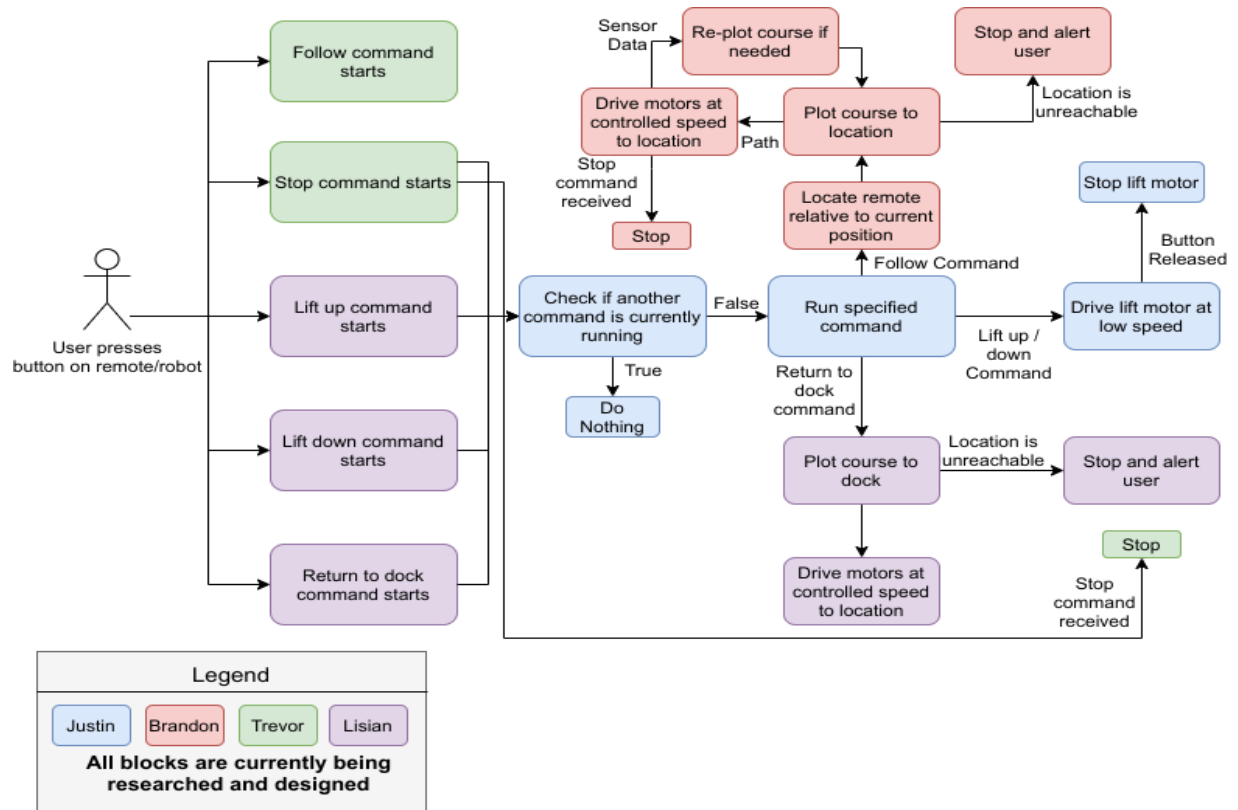 Follow command
starts
Stop command starts
Lift up command
starts
Lift down command
starts
Return to dock
command starts
User presses
button on remote/robot
Check if another
command is currently
running
True
Do
Nothing
False
Run specified
command
Follow Command
Locate remote
relative to current
position
Plot course to
location
Path
Drive motors at
controlled speed
to location
Sensor
Data
Re-plot course if
needed
Stop
command
received
Stop
Location is
unreachable
Stop and alert
user
Lift up /
down
Command
Drive lift motor at
low speed
Button
Released
Stop lift motor
Return to
dock
command
Plot course to
dock
Location is
unreachable
Stop and alert
user
Drive motors at
controlled speed
to location
Stop
command
received
Stop
Legend
Justin
Brandon
Trevor
Lisian
All blocks are currently being
researched and designed